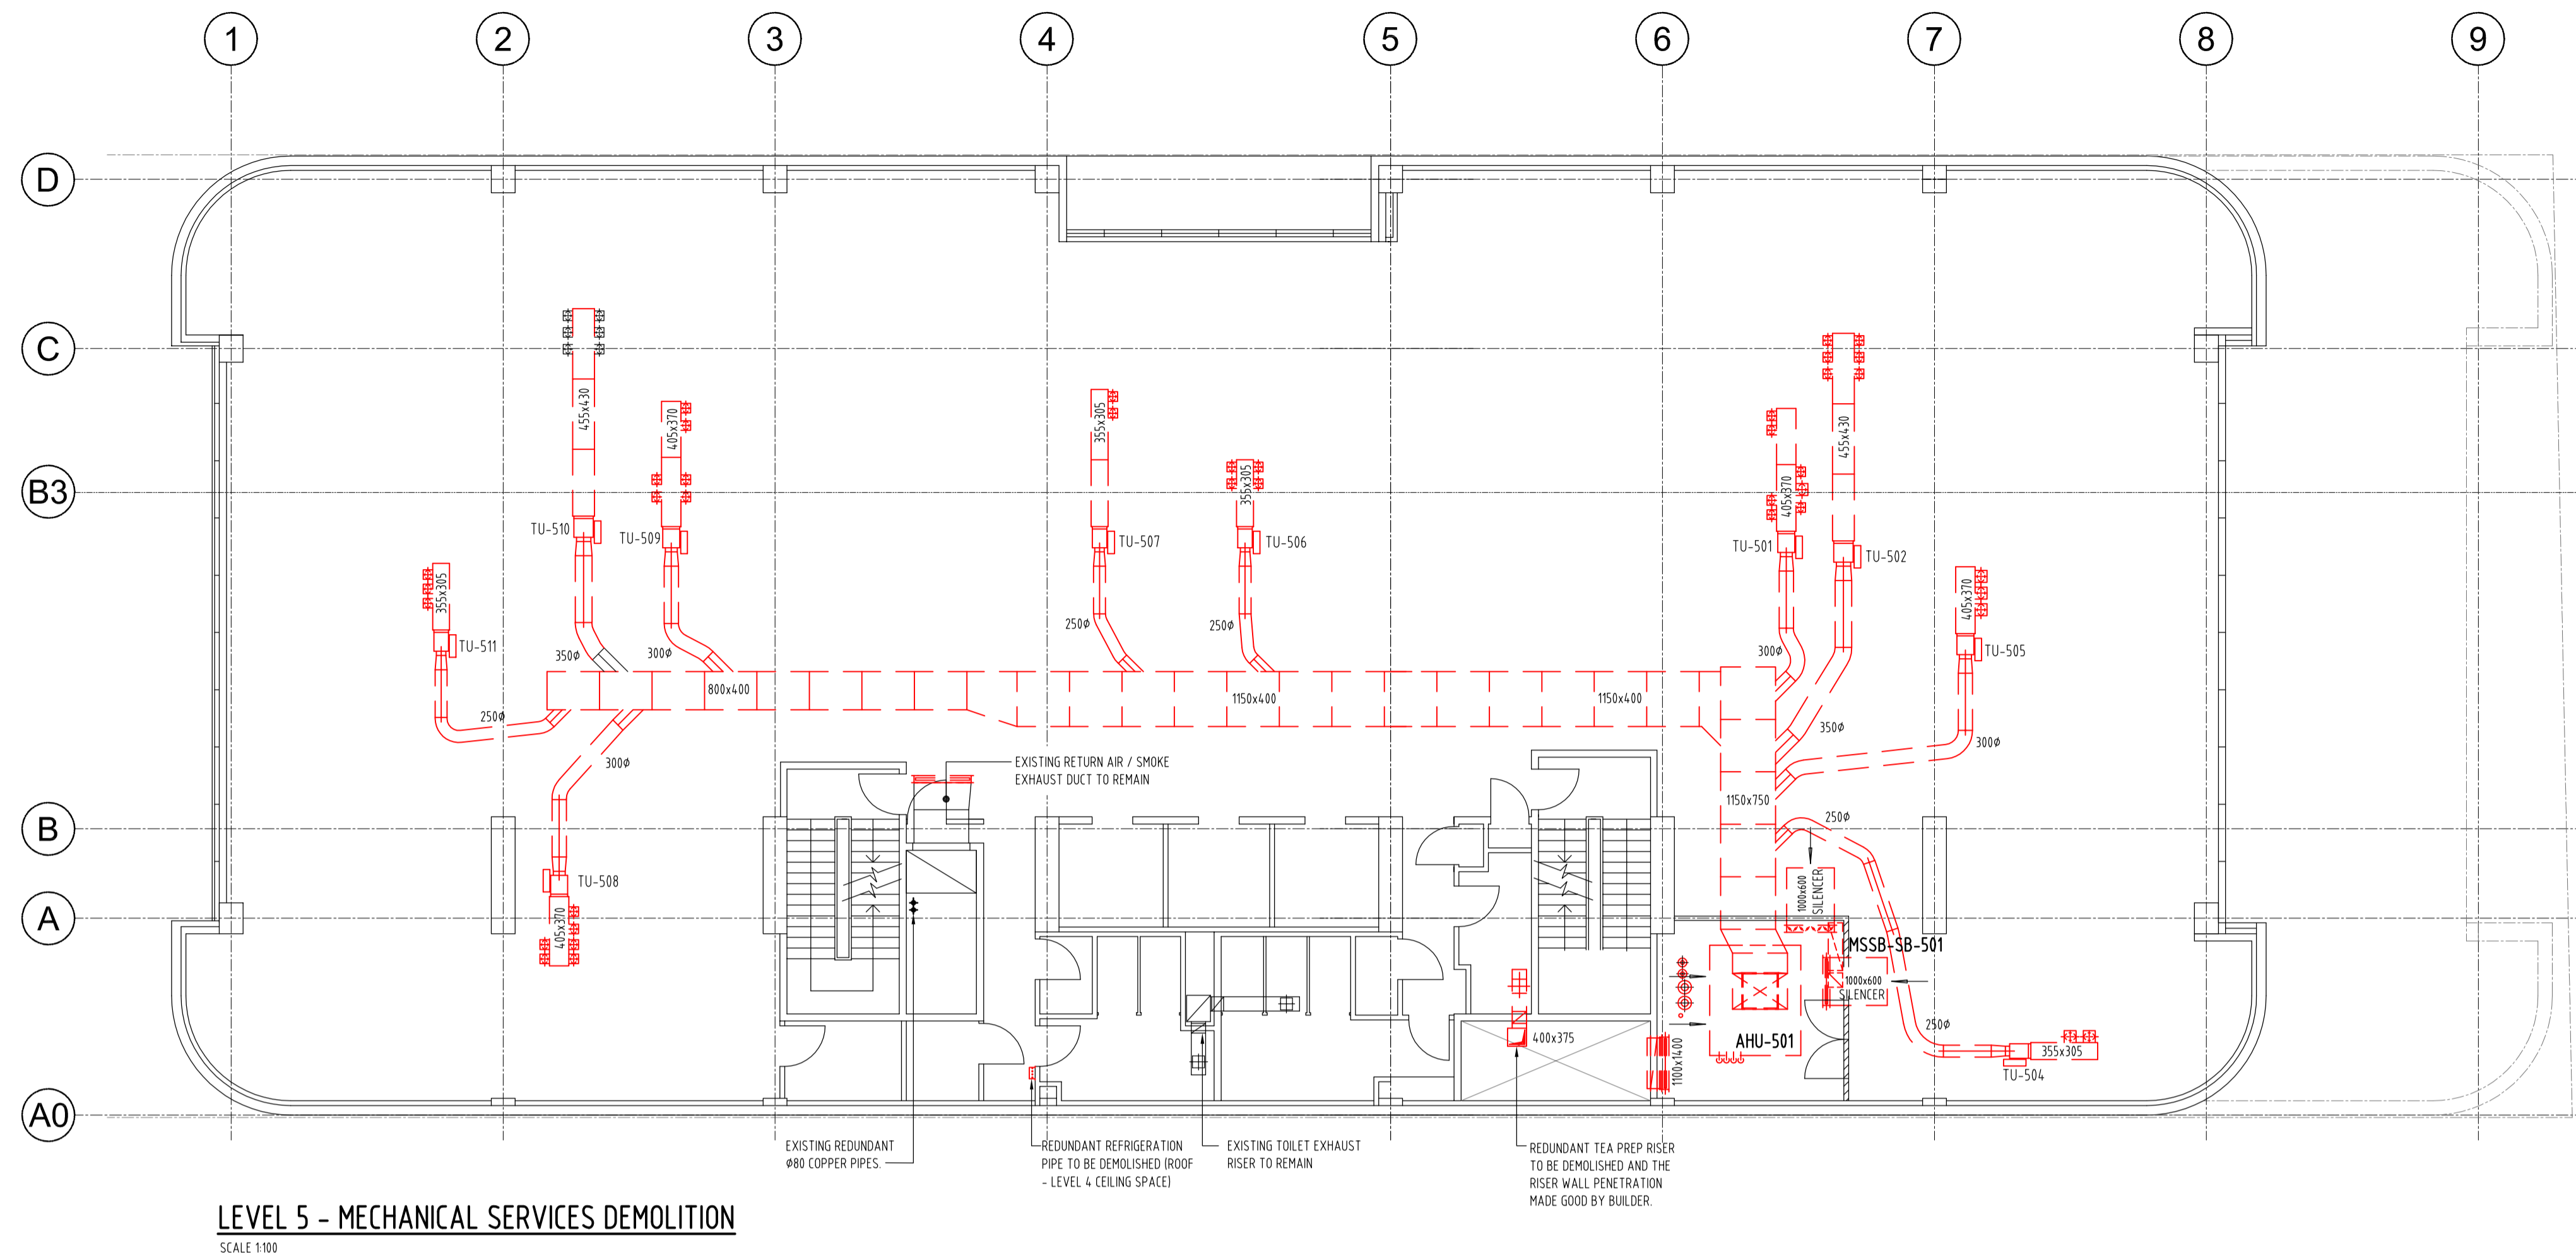 1 2 3 4 5 6 7 8 9
D
C
455x430
405x370
355x305
455x430
B3
355x305
405x370
TU-510
TU-509
TU-507
TU-506
TU-501
TU-502
355x305
405x370
TU-511
TU-505
250ø
250ø
350ø
300ø
300ø
800x400
1150x400
1150x400
250ø
350ø
300ø
300ø
EXISTING RETURN AIR / SMOKE
EXHAUST DUCT TO REMAIN
1150x750
250ø
B
TU-508
1000x600
SILENCER
A
405x370
MSSB-SB-501
1000x600
SILENCER
250ø
400x375
AHU-501
1100x1400
355x305
TU-504
A0
EXISTING REDUNDANT
ø80 COPPER PIPES.
REDUNDANT REFRIGERATION
PIPE TO BE DEMOLISHED (ROOF
- LEVEL 4 CEILING SPACE)
EXISTING TOILET EXHAUST
RISER TO REMAIN
REDUNDANT TEA PREP RISER
TO BE DEMOLISHED AND THE
RISER WALL PENETRATION
MADE GOOD BY BUILDER.
LEVEL 5 - MECHANICAL SERVICES DEMOLITION
SCALE 1:100